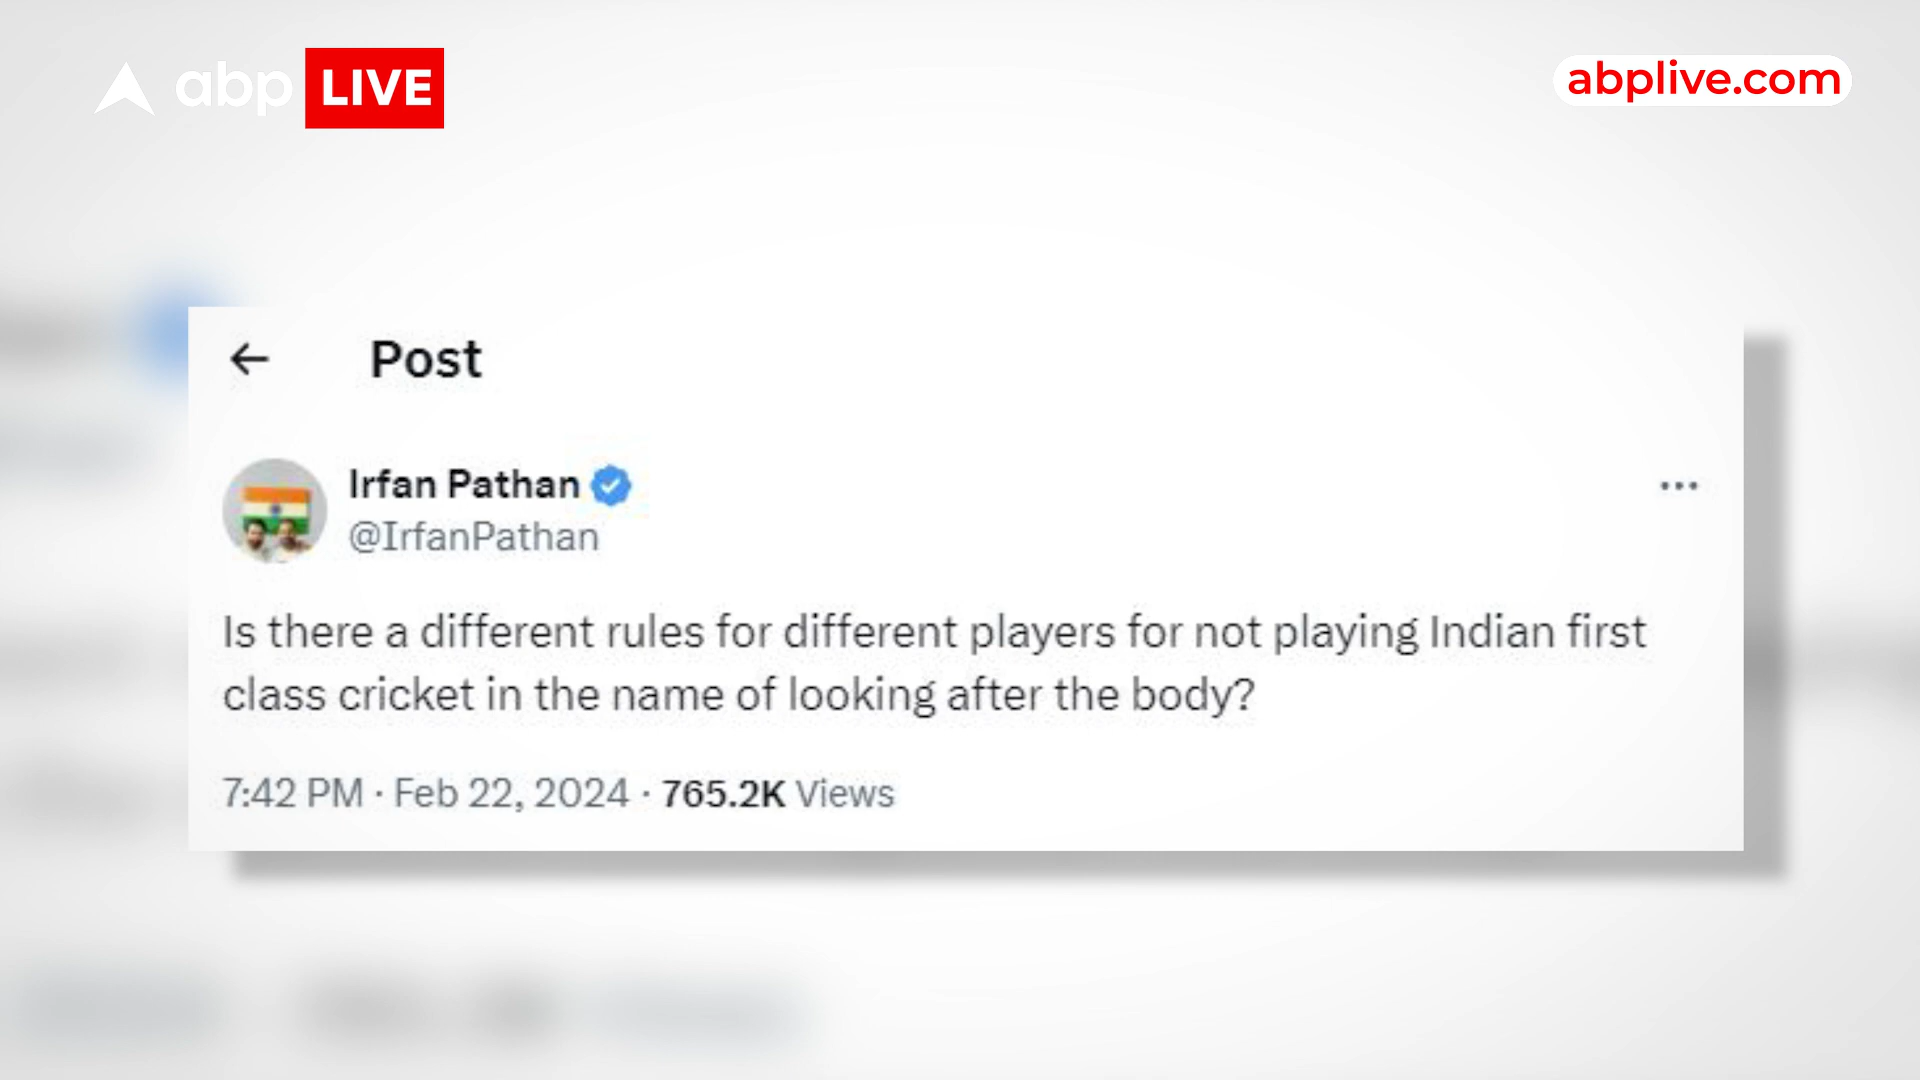 abp LIVE
abplive.com
Post
Irfan Pathan
@IrfanPathan
Is there a different rules for different players for not playing Indian first
class cricket in the name of looking after the body?
7:42 PM · Feb 22, 2024 · 765.2K Views